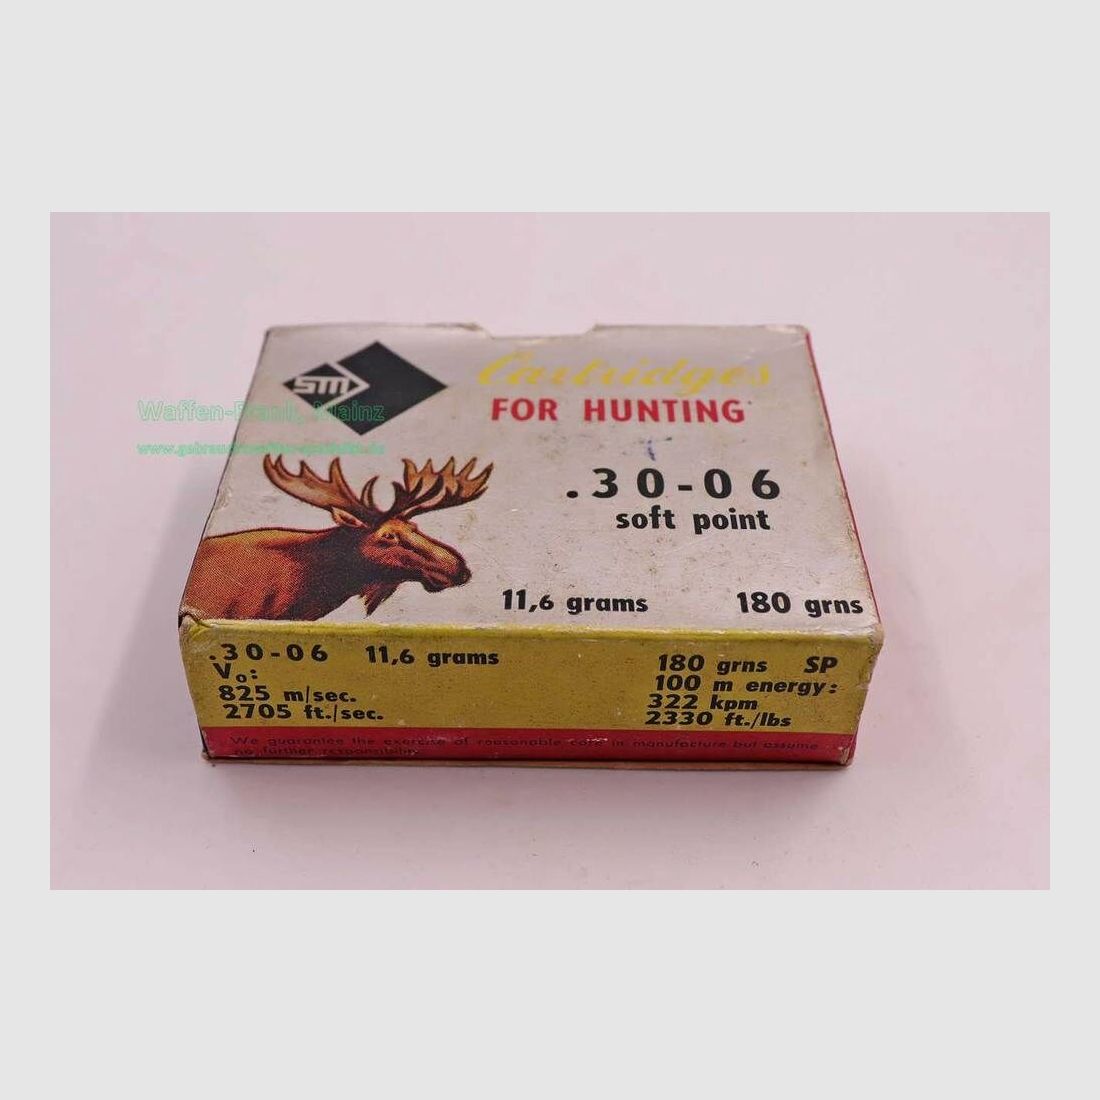 SM
Cartridges
FOR HUNTING
.30-06
soft point
11,6 grams 180 grns
.30-06 11,6 grams
Vo:
825 m/sec.
2705 ft./sec.
180 grns SP
100 m energy:
322 kpm
2330 ft./lbs
We guarantee the exercise of reasonable care in manufacture but assume
no further responsibility
Waffen-Frank, Mainz